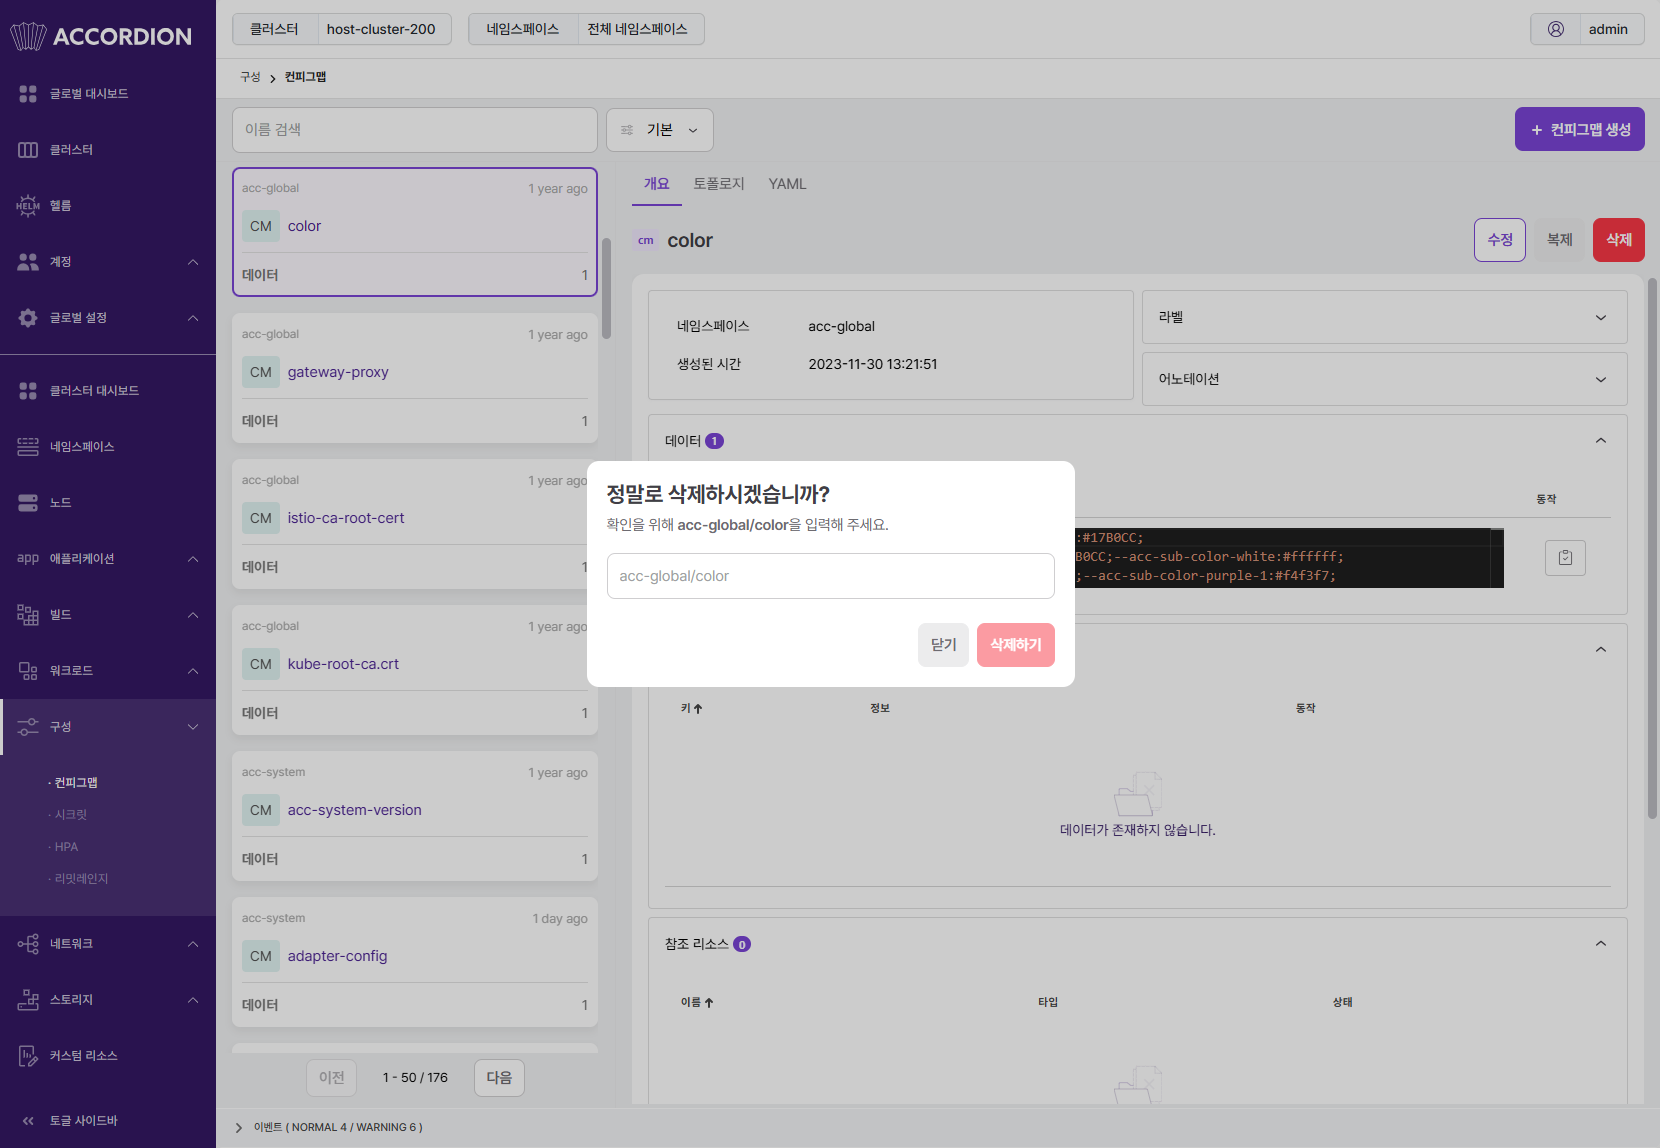 ACCORDION
글로벌 대시보드
클러스터
HELM 헬름
계정
글로벌 설정
클러스터 대시보드
네임스페이스
노드
app 애플리케이션
빌드
워크로드
구성
· 컨피그맵
· 시크릿
· HPA
· 리밋레인지
네트워크
스토리지
커스텀 리소스
토글 사이드바
클러스터 host-cluster-200 네임스페이스 전체 네임스페이스 admin
구성 > 컨피그맵
이름 검색 기본 + 컨피그맵 생성
acc-global 1 year ago
CM color
데이터 1
acc-global 1 year ago
CM gateway-proxy
데이터 1
acc-global 1 year ago
CM istio-ca-root-cert
데이터 1
acc-global 1 year ago
CM kube-root-ca.crt
데이터 1
acc-system 1 year ago
CM acc-system-version
데이터 1
acc-system 1 day ago
CM adapter-config
데이터 1
이전 1 - 50 / 176 다음
개요 토폴로지 YAML
cm color 수정 복제 삭제
네임스페이스 acc-global
생성된 시간 2023-11-30 13:21:51
라벨
어노테이션
데이터 1
동작
:#17B0CC;
B0CC;--acc-sub-color-white:#ffffff;
;--acc-sub-color-purple-1:#f4f3f7;
정말로 삭제하시겠습니까?
확인을 위해 acc-global/color을 입력해 주세요.
acc-global/color
닫기 삭제하기
키 정보 동작
데이터가 존재하지 않습니다.
참조 리소스 0
이름 타입 상태
이벤트 ( NORMAL 4 / WARNING 6 )